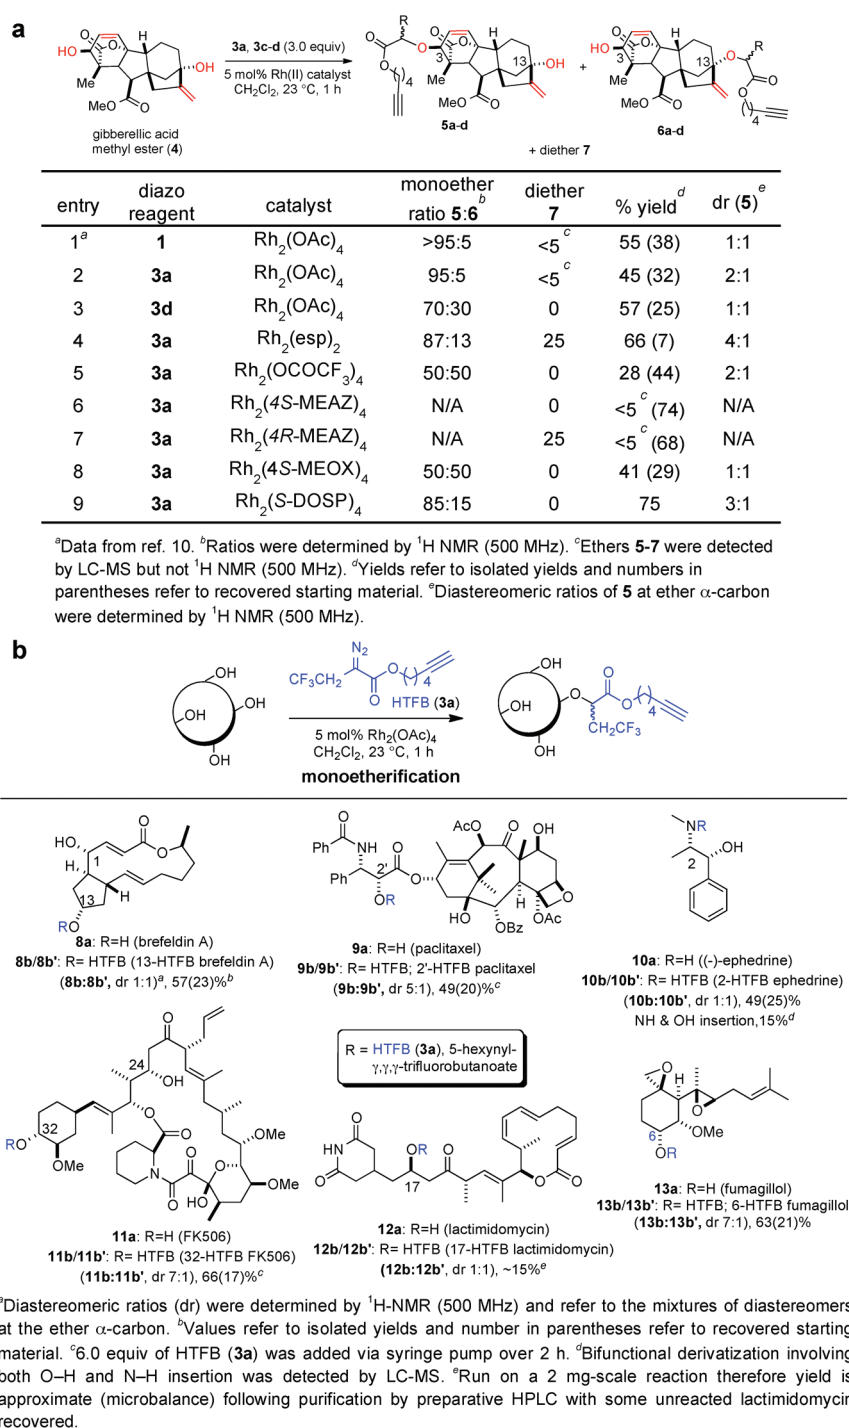 a
3a, 3c-d (3.0 equiv)
5 mol% Rh(II) catalyst
CH2Cl2, 23 °C, 1 h
HO
O
O
H
OH
Me
MeO
O
gibberellic acid
methyl ester (4)
R
O
O
O
( )4
O
O
3
H
13
OH
Me
MeO
O
5a-d
+
HO
O
O
3
H
13
O
R
O
O
( )4
Me
MeO
O
6a-d
+ diether 7
entry diazo reagent catalyst monoether ratio 5:6b diether 7 % yieldd dr (5)e
1a 1 Rh2(OAc)4 >95:5 <5c 55 (38) 1:1
2 3a Rh2(OAc)4 95:5 <5c 45 (32) 2:1
3 3d Rh2(OAc)4 70:30 0 57 (25) 1:1
4 3a Rh2(esp)2 87:13 25 66 (7) 4:1
5 3a Rh2(OCOCF3)4 50:50 0 28 (44) 2:1
6 3a Rh2(4S-MEAZ)4 N/A 0 <5c (74) N/A
7 3a Rh2(4R-MEAZ)4 N/A 25 <5c (68) N/A
8 3a Rh2(4S-MEOX)4 50:50 0 41 (29) 1:1
9 3a Rh2(S-DOSP)4 85:15 0 75 3:1
aData from ref. 10. bRatios were determined by 1H NMR (500 MHz). cEthers 5-7 were detected
by LC-MS but not 1H NMR (500 MHz). dYields refer to isolated yields and numbers in
parentheses refer to recovered starting material. eDiastereomeric ratios of 5 at ether α-carbon
were determined by 1H NMR (500 MHz).
b
OH
OH
OH
OH
N2
CF3CH2
O
O
( )4
HTFB (3a)
5 mol% Rh2(OAc)4
CH2Cl2, 23 °C, 1 h
monoetherification
OH
OH
OH
O
O
O
( )4
CH2CF3
HO
1
O
O
H
H
13
RO
8a: R=H (brefeldin A)
8b/8b': R= HTFB (13-HTFB brefeldin A)
(8b:8b', dr 1:1)a, 57(23)%b
O
Ph
NH
Ph
2'
OR
O
O
AcO
O
OH
HO
H
OBz
OAc
O
9a: R=H (paclitaxel)
9b/9b': R= HTFB; 2'-HTFB paclitaxel
(9b:9b', dr 5:1), 49(20)%c
NR
2
OH
10a: R=H ((-)-ephedrine)
10b/10b': R= HTFB (2-HTFB ephedrine)
(10b:10b', dr 1:1), 49(25)%
NH & OH insertion,15%d
O
24
OH
32
RO
OMe
O
O
N
O
O
HO
O
OMe
OMe
11a: R=H (FK506)
11b/11b': R= HTFB (32-HTFB FK506)
(11b:11b', dr 7:1), 66(17)%c
R = HTFB (3a), 5-hexynyl-
γ,γ,γ-trifluorobutanoate
O
NH
O
OR
17
O
O
O
12a: R=H (lactimidomycin)
12b/12b': R= HTFB (17-HTFB lactimidomycin)
(12b:12b', dr 1:1), ~15%e
O
H
O
OMe
6
OR
13a: R=H (fumagillol)
13b/13b': R= HTFB; 6-HTFB fumagillol
(13b:13b', dr 7:1), 63(21)%
aDiastereomeric ratios (dr) were determined by 1H-NMR (500 MHz) and refer to the mixtures of diastereomers
at the ether α-carbon. bValues refer to isolated yields and number in parentheses refer to recovered starting
material. c6.0 equiv of HTFB (3a) was added via syringe pump over 2 h. dBifunctional derivatization involving
both O–H and N–H insertion was detected by LC-MS. eRun on a 2 mg-scale reaction therefore yield is
approximate (microbalance) following purification by preparative HPLC with some unreacted lactimidomycin
recovered.